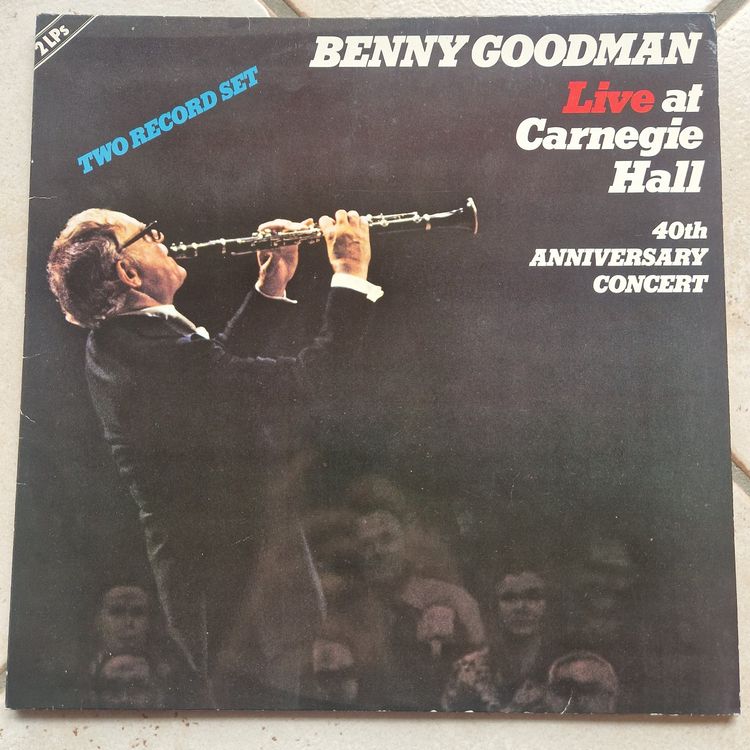 2 LPs
TWO RECORD SET
BENNY GOODMAN
Live at
Carnegie
Hall
40th
ANNIVERSARY
CONCERT